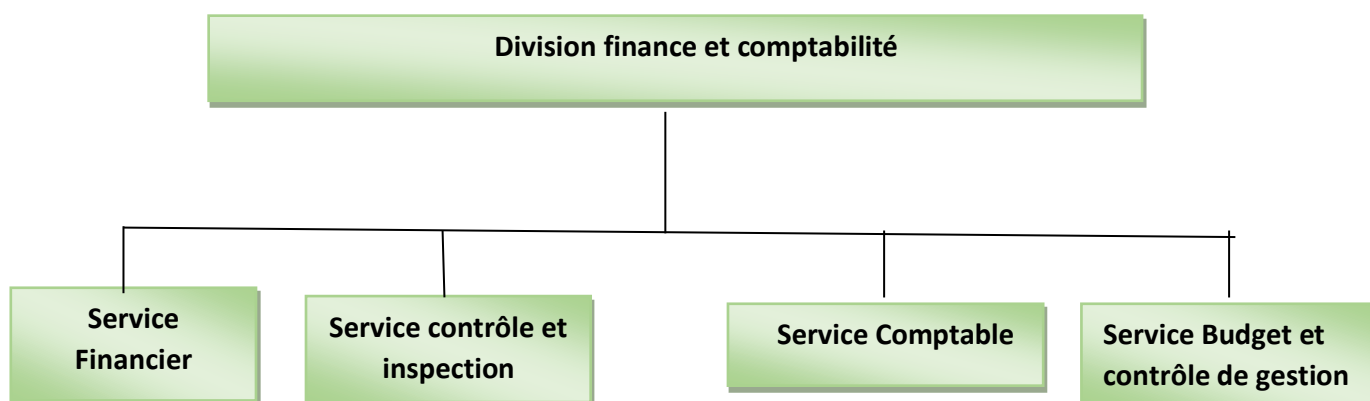 Division finance et comptabilité
Service
Financier
Service contrôle et
inspection
Service Comptable
Service Budget et
contrôle de gestion